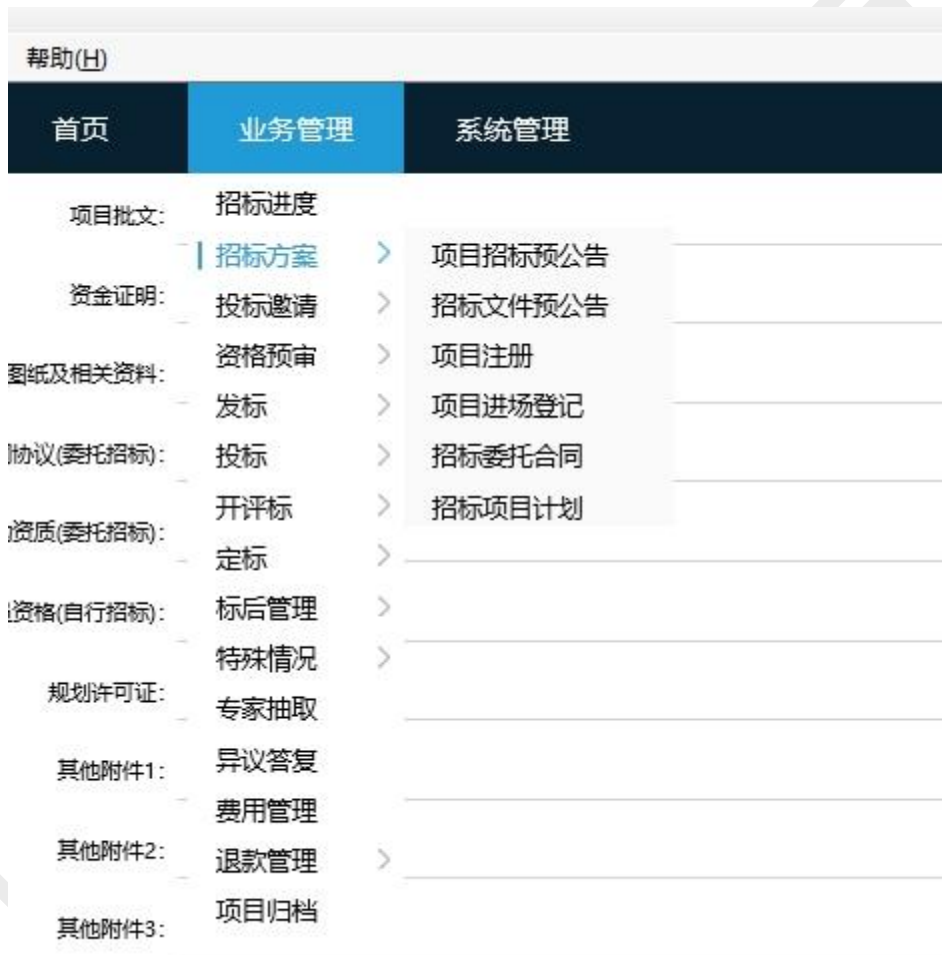 帮助(H)
首页 业务管理 系统管理
项目批文:
资金证明:
图纸及相关资料:
协议(委托招标):
资质(委托招标):
资格(自行招标):
规划许可证:
其他附件1:
其他附件2:
其他附件3:
招标进度
招标方案
投标邀请
资格预审
发标
投标
开评标
定标
标后管理
特殊情况
专家抽取
异议答复
费用管理
退款管理
项目归档
项目招标预公告
招标文件预公告
项目注册
项目进场登记
招标委托合同
招标项目计划